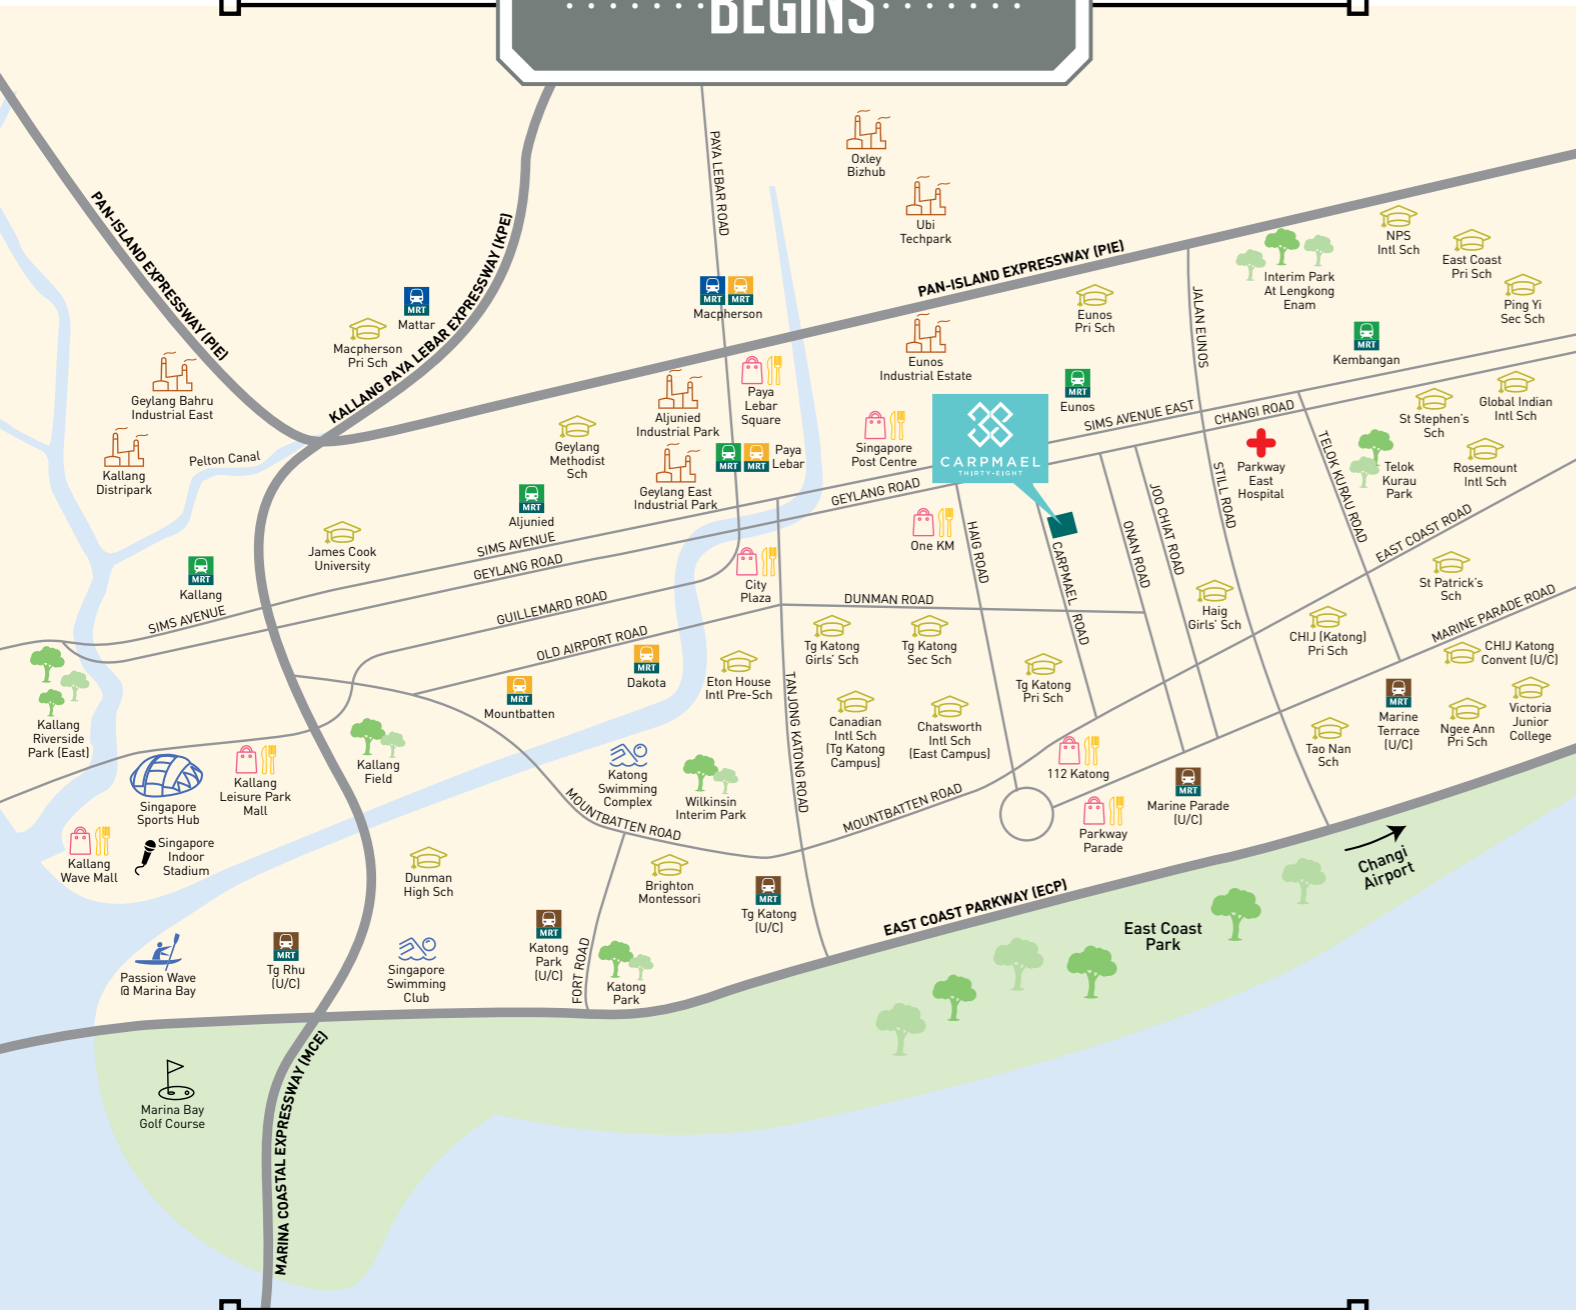 BEGINS
PAYA LEBAR ROAD
Oxley
Bizhub
Ubi
Techpark
PAN-ISLAND EXPRESSWAY (PIE)
KALLANG PAYA LEBAR EXPRESSWAY (KPE)
PAN-ISLAND EXPRESSWAY (PIE)
NPS
Intl Sch
East Coast
Pri Sch
Interim Park
At Lengkong
Enam
Ping Yi
Sec Sch
MRT
Mattar
MRT
MRT
Macpherson
Eunos
Pri Sch
JALAN EUNOS
Macpherson
Pri Sch
MRT
Kembangan
Geylang Bahru
Industrial East
Paya
Lebar
Square
Eunos
Industrial Estate
MRT
Eunos
Aljunied
Industrial Park
SIMS AVENUE EAST
CHANGI ROAD
Global Indian
Intl Sch
St Stephen's
Sch
Geylang
Methodist
Sch
Singapore
Post Centre
CARPMAEL
THIRTY-EIGHT
Pelton Canal
Kallang
Distripark
MRT
MRT
Paya
Lebar
Geylang East
Industrial Park
GEYLANG ROAD
Parkway
East
Hospital
TELOK KURAU ROAD
Telok
Kurau
Park
Rosemount
Intl Sch
STILL ROAD
JOO CHIAT ROAD
ONAN ROAD
MRT
Aljunied
James Cook
University
SIMS AVENUE
GEYLANG ROAD
One KM
HAIG ROAD
CARPMAEL ROAD
EAST COAST ROAD
MRT
Kallang
City
Plaza
St Patrick's
Sch
SIMS AVENUE
GUILLEMARD ROAD
DUNMAN ROAD
Haig
Girls' Sch
MARINE PARADE ROAD
OLD AIRPORT ROAD
CHIJ (Katong)
Pri Sch
Tg Katong
Girls' Sch
Tg Katong
Sec Sch
CHIJ Katong
Convent (U/C)
MRT
Dakota
Eton House
Intl Pre-Sch
Tg Katong
Pri Sch
MRT
Mountbatten
TANJONG KATONG ROAD
Kallang
Riverside
Park (East)
Canadian
Intl Sch
(Tg Katong
Campus)
Chatsworth
Intl Sch
(East Campus)
MRT
Marine
Terrace
(U/C)
Ngee Ann
Pri Sch
Victoria
Junior
College
Tao Nan
Sch
Kallang
Field
Kallang
Leisure Park
Mall
Singapore
Sports Hub
Katong
Swimming
Complex
Wilkinsin
Interim Park
112 Katong
MRT
Marine Parade
(U/C)
MOUNTBATTEN ROAD
MOUNTBATTEN ROAD
Parkway
Parade
Kallang
Wave Mall
Singapore
Indoor
Stadium
Changi
Airport
Dunman
High Sch
Brighton
Montessori
MRT
Tg Katong
(U/C)
EAST COAST PARKWAY (ECP)
East Coast
Park
MRT
Katong
Park
(U/C)
FORT ROAD
Katong
Park
Passion Wave
@ Marina Bay
MRT
Tg Rhu
(U/C)
Singapore
Swimming
Club
MARINA COASTAL EXPRESSWAY (MCE)
Marina Bay
Golf Course